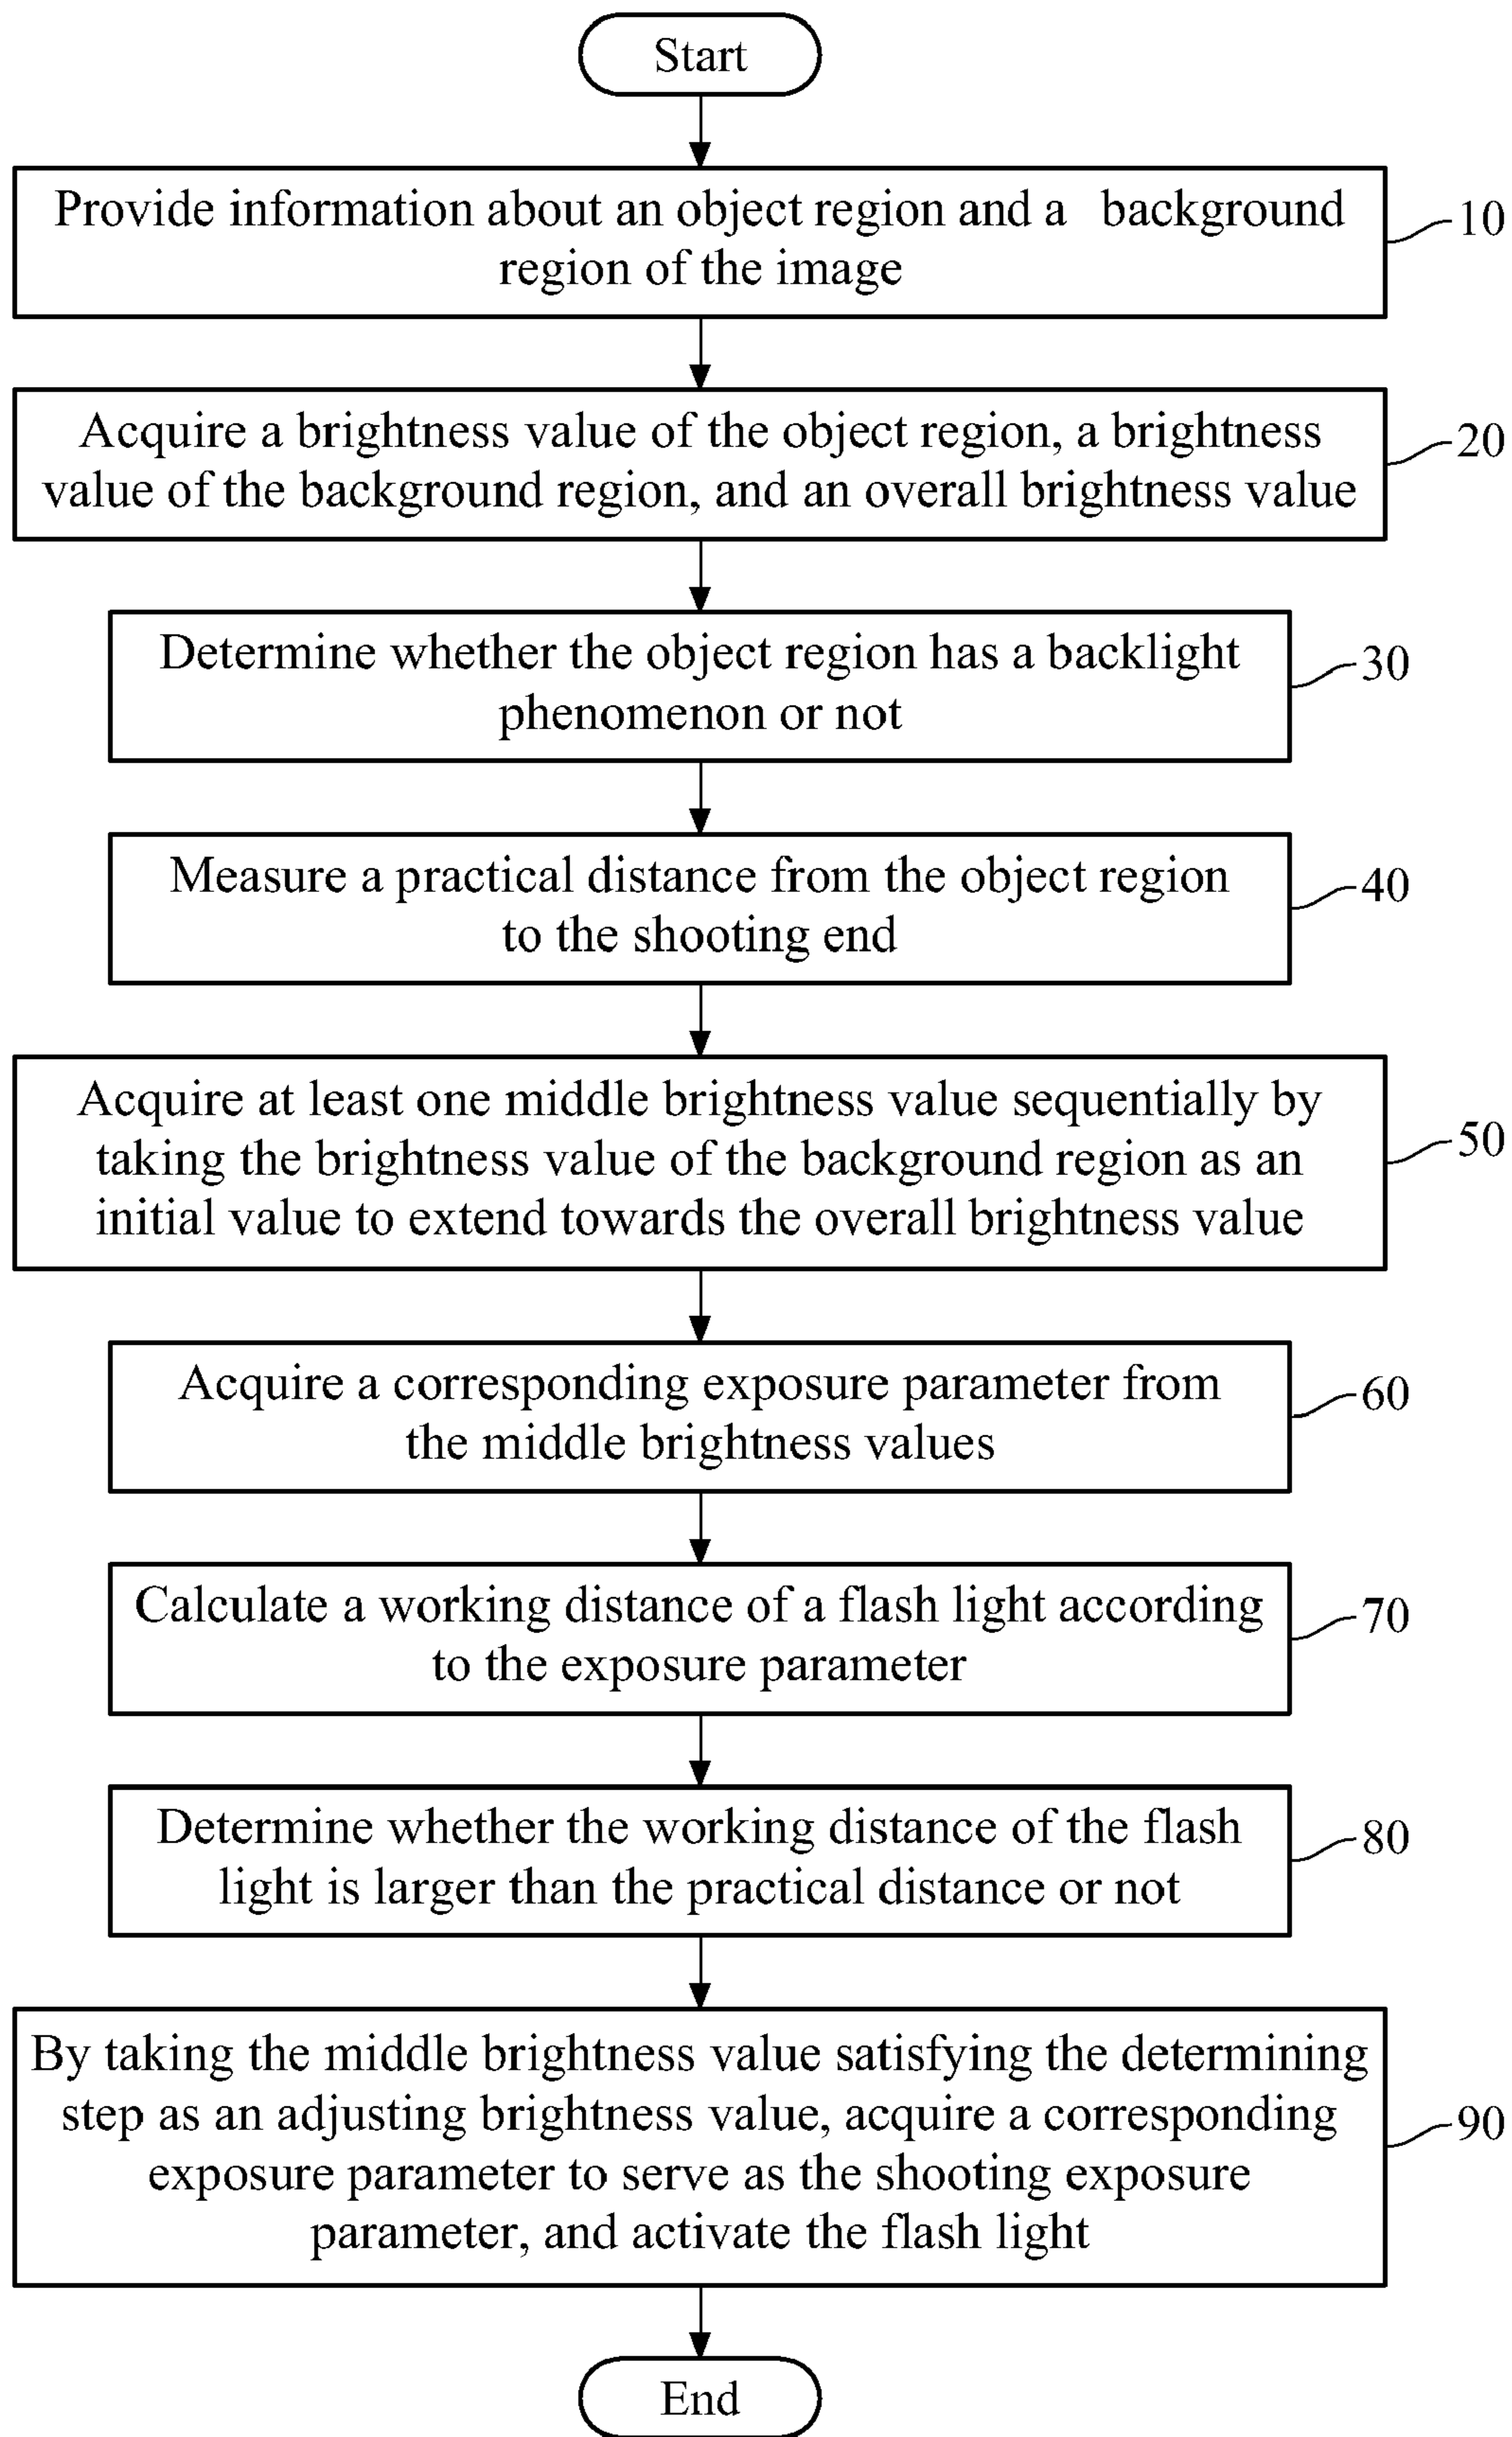 Start
Provide information about an object region and a background
region of the image
10
Acquire a brightness value of the object region, a brightness
value of the background region, and an overall brightness value
20
Determine whether the object region has a backlight
phenomenon or not
30
Measure a practical distance from the object region
to the shooting end
40
Acquire at least one middle brightness value sequentially by
taking the brightness value of the background region as an
initial value to extend towards the overall brightness value
50
Acquire a corresponding exposure parameter from
the middle brightness values
60
Calculate a working distance of a flash light according
to the exposure parameter
70
Determine whether the working distance of the flash
light is larger than the practical distance or not
80
By taking the middle brightness value satisfying the determining
step as an adjusting brightness value, acquire a corresponding
exposure parameter to serve as the shooting exposure
parameter, and activate the flash light
90
End